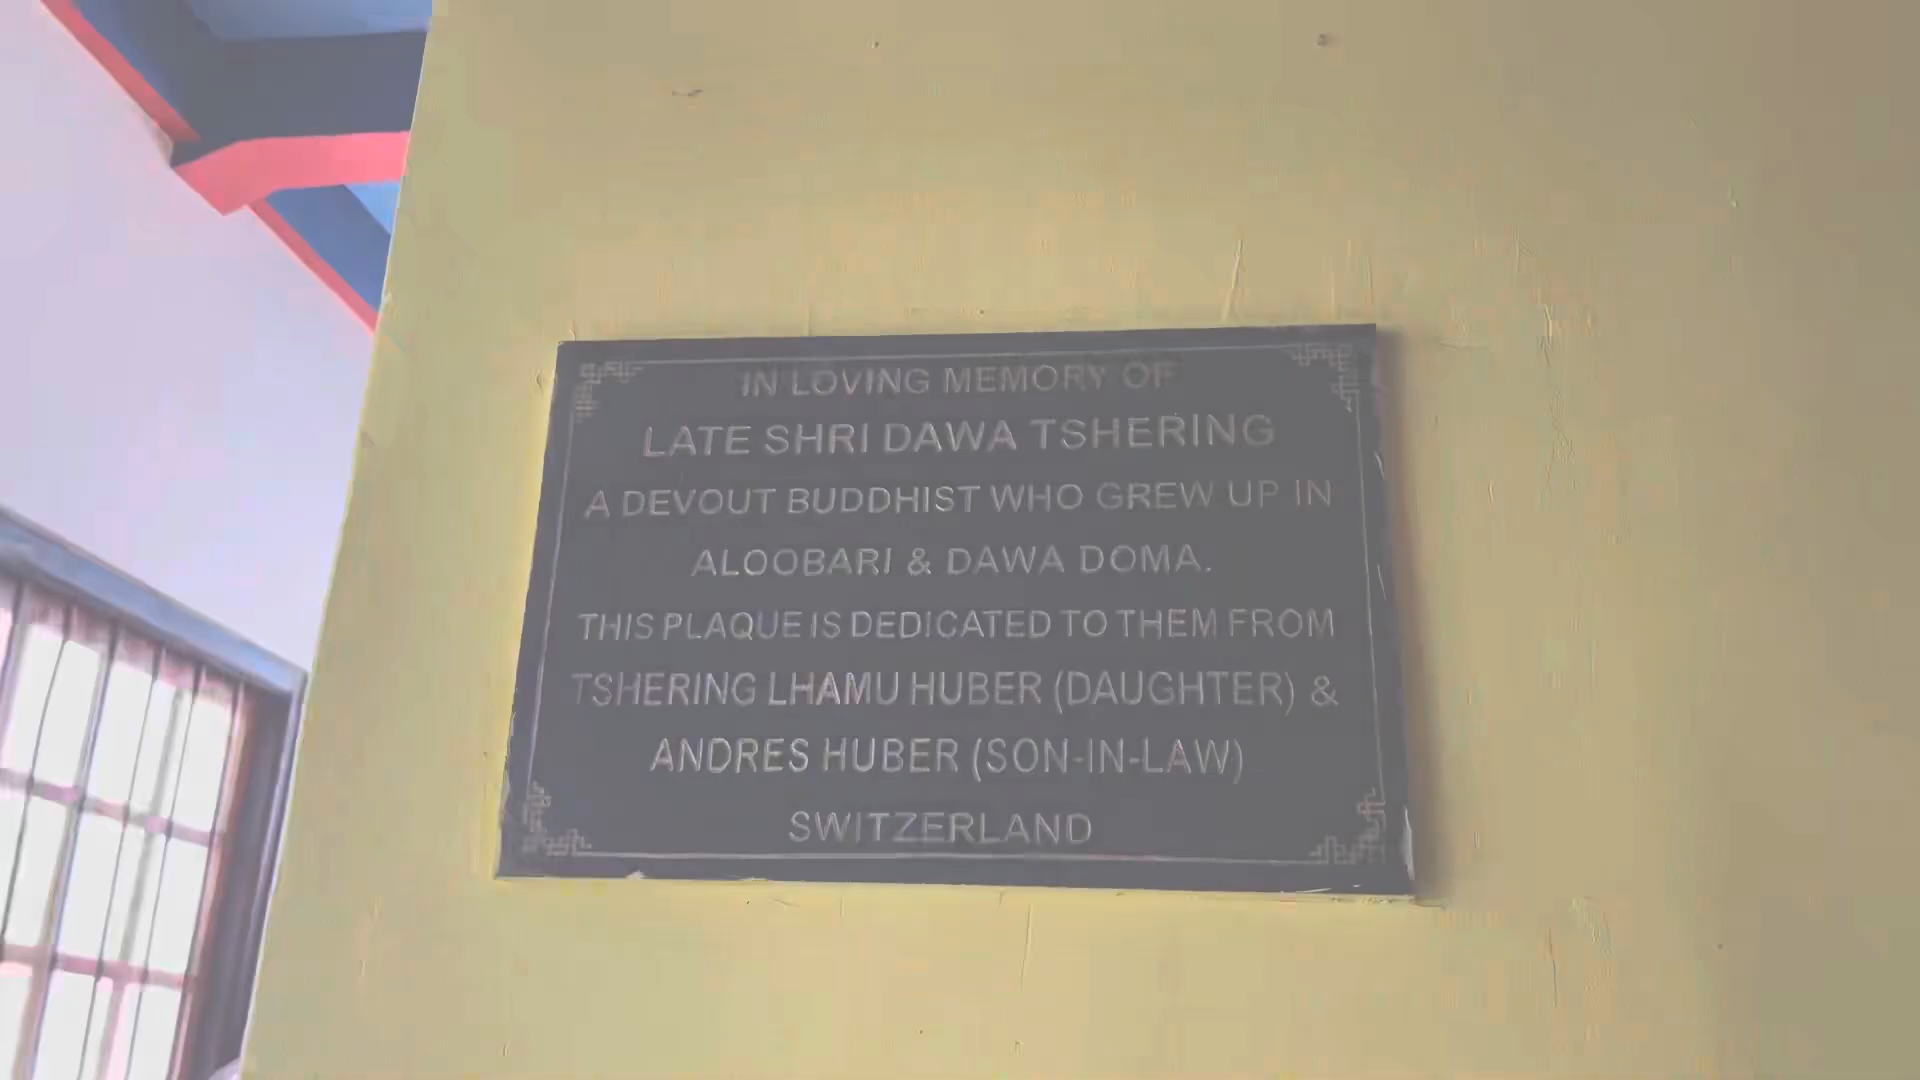 IN LOVING MEMORY OF
LATE SHRI DAWA TSHERING
A DEVOUT BUDDHIST WHO GREW UP IN
ALOOBARI & DAWA DOMA.
THIS PLAQUE IS DEDICATED TO THEM FROM
TSHERING LHAMU HUBER (DAUGHTER) &
ANDRES HUBER (SON-IN-LAW)
SWITZERLAND